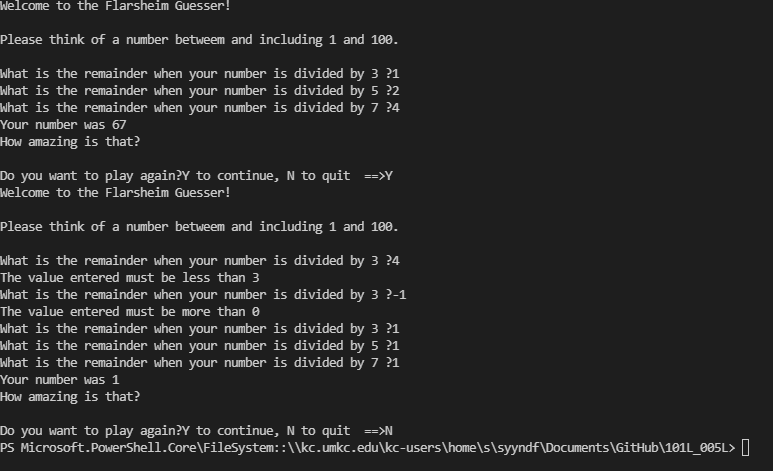 Welcome to the Flarsheim Guesser!
Please think of a number betweem and including 1 and 100.
What is the remainder when your number is divided by 3 ?1
What is the remainder when your number is divided by 5 ?2
What is the remainder when your number is divided by 7 ?4
Your number was 67
How amazing is that?
Do you want to play again?Y to continue, N to quit  ==>Y
Welcome to the Flarsheim Guesser!
Please think of a number betweem and including 1 and 100.
What is the remainder when your number is divided by 3 ?4
The value entered must be less than 3
What is the remainder when your number is divided by 3 ?-1
The value entered must be more than 0
What is the remainder when your number is divided by 3 ?1
What is the remainder when your number is divided by 5 ?1
What is the remainder when your number is divided by 7 ?1
Your number was 1
How amazing is that?
Do you want to play again?Y to continue, N to quit  ==>N
PS Microsoft.PowerShell.Core\FileSystem::\\kc.umkc.edu\kc-users\home\s\syyndf\Documents\GitHub\101L_005L>